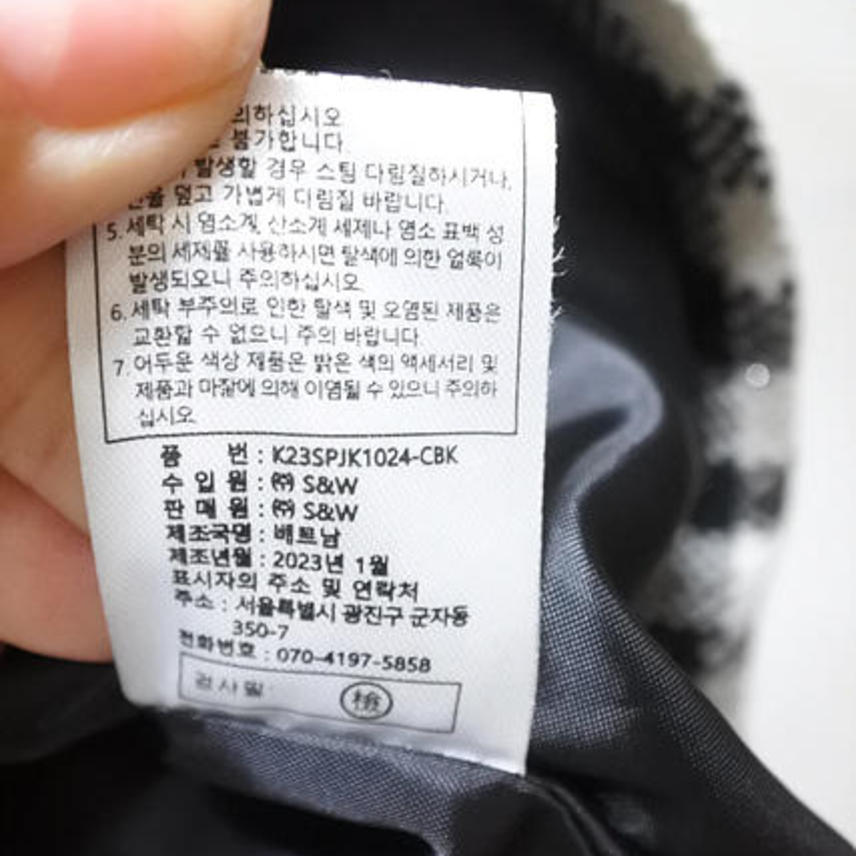 의하십시오
불가합니다.
발생할 경우 스팀 다림질하시거나,
덮고 가볍게 다림질 바랍니다.
5. 세탁 시 염소계, 산소계 세제나 염소 표백 성
분의 세제를 사용하시면 탈색에 의한 얼룩이
발생되오니 주의하십시오.
6. 세탁 부주의로 인한 탈색 및 오염된 제품은
교환할 수 없으니 주의 바랍니다.
7. 어두운 색상 제품은 밝은 색의 액세서리 및
제품과 마찰에 의해 이염될 수 있으니 주의하
십시오.
품 번 : K23SPJK1024-CBK
수 입 원 : ㈜ S&W
판 매 원 : ㈜ S&W
제조국명 : 베트남
제조년월 : 2023년 1월
표시자의 주소 및 연락처
주소 : 서울특별시 광진구 군자동
350-7
전화번호 : 070-4197-5858
검사필 : 檢